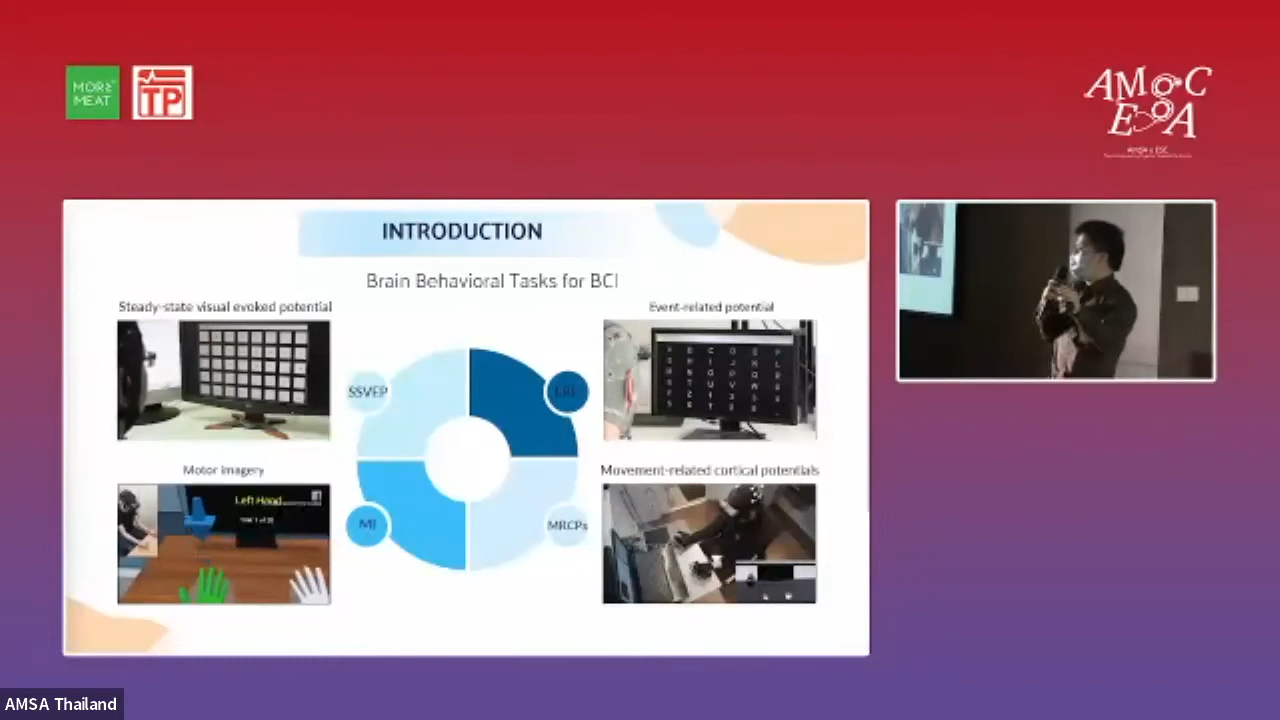 MORE
MEAT
TP
AMSA x ESC
INTRODUCTION
Brain Behavioral Tasks for BCI
Steady-state visual evoked potential
Event-related potential
SSVEP
ERP
Motor imagery
Movement-related cortical potentials
Left Hand
MI
MRCPs
AMSA Thailand